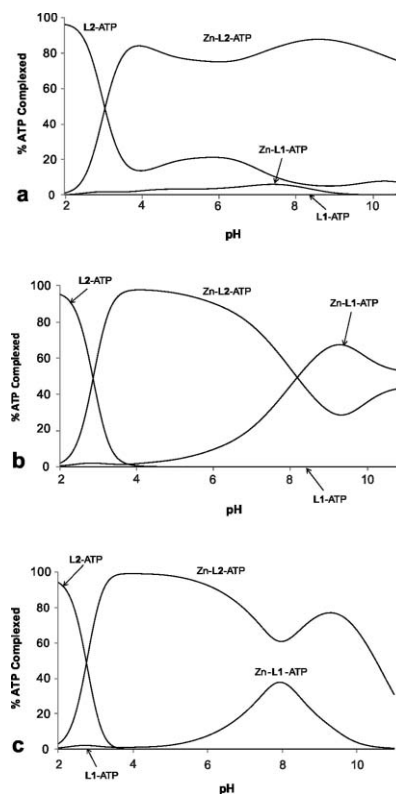 L2-ATP
Zn-L2-ATP
Zn-L1-ATP
L1-ATP
% ATP Complexed
100
80
60
40
20
0
2 4 6 8 10
pH
a
L2-ATP
Zn-L2-ATP
Zn-L1-ATP
L1-ATP
% ATP Complexed
100
80
60
40
20
0
2 4 6 8 10
pH
b
L2-ATP
Zn-L2-ATP
Zn-L1-ATP
L1-ATP
% ATP Complexed
100
80
60
40
20
0
2 4 6 8 10
pH
c